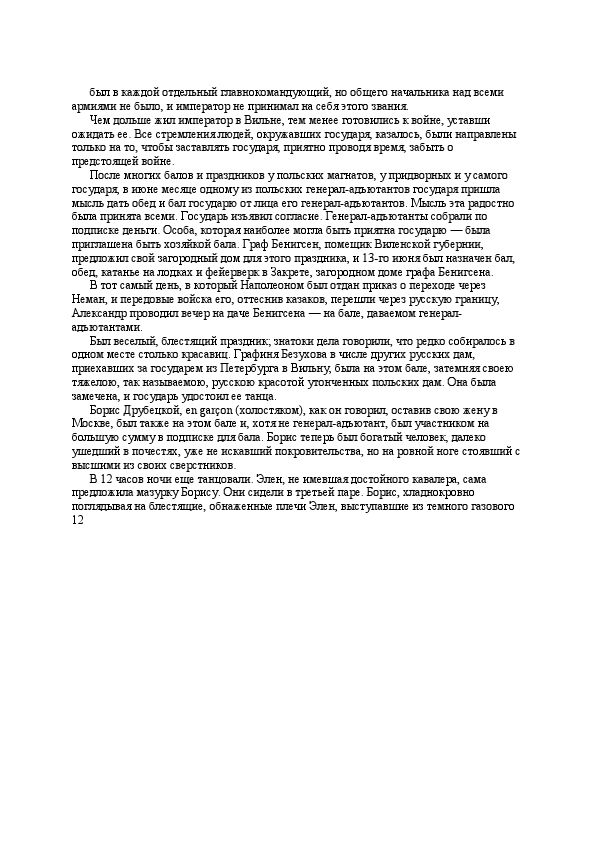 был в каждой отдельный главнокомандующий, но общего начальника над всеми
армиями не было, и император не принимал на себя этого звания.
Чем дольше жил император в Вильне, тем менее готовились к войне, уставши
ожидать ее. Все стремления людей, окружавших государя, казалось, были направлены
только на то, чтобы заставлять государя, приятно проводя время, забыть о
предстоящей войне.
После многих балов и праздников у польских магнатов, у придворных и у самого
государя, в июне месяце одному из польских генерал-адъютантов государя пришла
мысль дать обед и бал государю от лица его генерал-адъютантов. Мысль эта радостно
была принята всеми. Государь изъявил согласие. Генерал-адъютанты собрали по
подписке деньги. Особа, которая наиболее могла быть приятна государю — была
приглашена быть хозяйкой бала. Граф Бенигсен, помещик Виленской губернии,
предложил свой загородный дом для этого праздника, и 13-го июня был назначен бал,
обед, катанье на лодках и фейерверк в Закрете, загородном доме графа Бенигсена.
В тот самый день, в который Наполеоном был отдан приказ о переходе через
Неман, и передовые войска его, оттеснив казаков, перешли через русскую границу,
Александр проводил вечер на даче Бенигсена — на бале, даваемом генерал-
адъютантами.
Был веселый, блестящий праздник; знатоки дела говорили, что редко собиралось в
одном месте столько красавиц. Графиня Безухова в числе других русских дам,
приехавших за государем из Петербурга в Вильну, была на этом бале, затемняя своею
тяжелою, так называемою, русскою красотой утонченных польских дам. Она была
замечена, и государь удостоил ее танца.
Борис Друбецкой, en garçon (холостяком), как он говорил, оставив свою жену в
Москве, был также на этом бале и, хотя не генерал-адъютант, был участником на
большую сумму в подписке для бала. Борис теперь был богатый человек, далеко
ушедший в почестях, уже не искавший покровительства, но на ровной ноге стоявший с
высшими из своих сверстников.
В 12 часов ночи еще танцовали. Элен, не имевшая достойного кавалера, сама
предложила мазурку Борису. Они сидели в третьей паре. Борис, хладнокровно
поглядывая на блестящие, обнаженные плечи Элен, выступавшие из темного газового
12